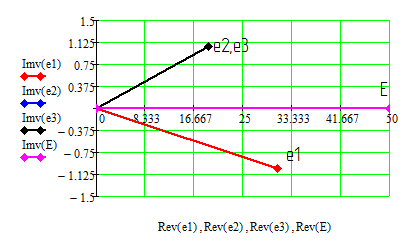 1.5
1.125
0.75
0.375
−0.375
−0.75
−1.125
−1.5
Imv(e1)
Imv(e2)
Imv(e3)
Imv(E)
e2,e3
E
e1
0 8.333 16.667 25 33.333 41.667 50
Rev(e1) , Rev(e2) , Rev(e3) , Rev(E)